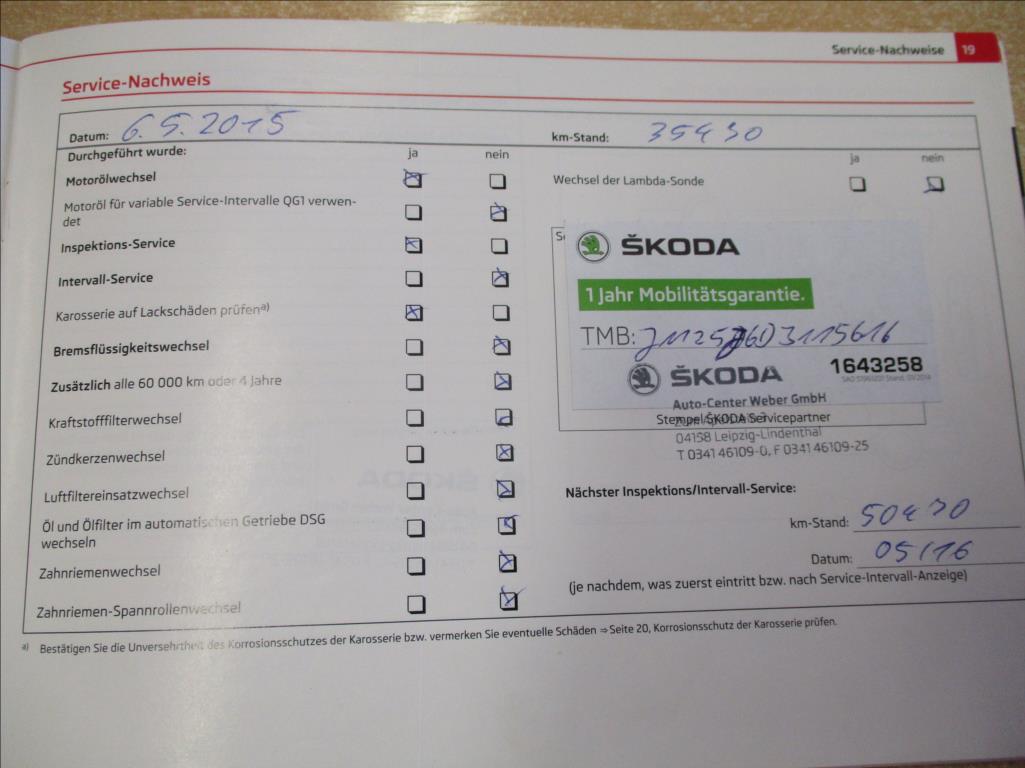 Service-Nachweise 19
Service-Nachweis
Datum: 6.5.2015
km-Stand: 35430
Durchgeführt wurde: ja nein
ja nein
Motorölwechsel
Wechsel der Lambda-Sonde
Motoröl für variable Service-Intervalle QG1 verwen-
det
Inspektions-Service
Intervall-Service
Karosserie auf Lackschäden prüfen a)
Bremsflüssigkeitswechsel
Zusätzlich alle 60 000 km oder 4 Jahre
Kraftstofffilterwechsel
Zündkerzenwechsel
Luftfiltereinsatzwechsel
Öl und Ölfilter im automatischen Getriebe DSG
wechseln
Zahnriemenwechsel
Zahnriemen-Spannrollenwechsel
ŠKODA
1 Jahr Mobilitätsgarantie.
TMB:
ŠKODA
1643258
Auto-Center Weber GmbH
Stempel/ŠKODA Servicepartner
04158 Leipzig-Lindenthal
T 0341 46109-0, F 0341 46109-25
Nächster Inspektions/Intervall-Service:
km-Stand: 50430
Datum: 05/16
(je nachdem, was zuerst eintritt bzw. nach Service-Intervall-Anzeige)
a) Bestätigen Sie die Unversehrtheit des Korrosionsschutzes der Karosserie bzw. vermerken Sie eventuelle Schäden ⇒ Seite 20, Korrosionsschutz der Karosserie prüfen.